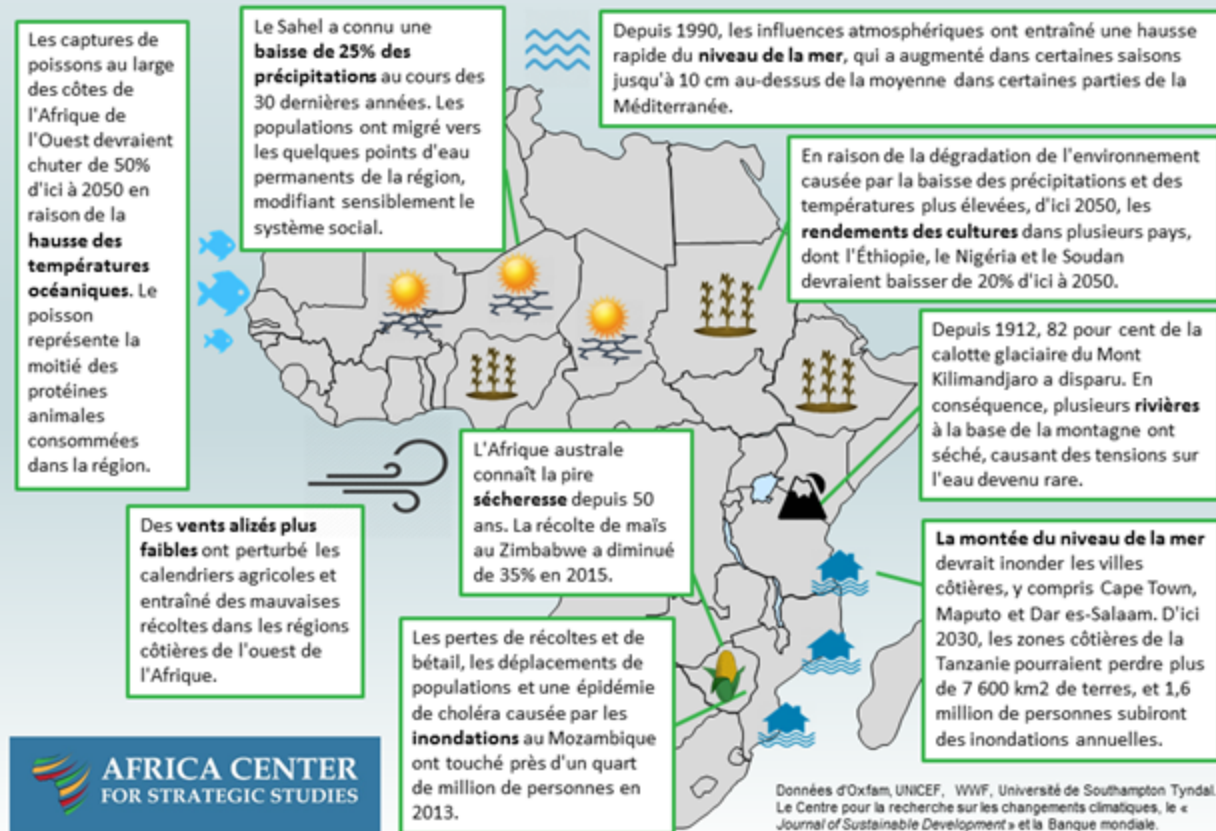 Les captures de
poissons au large
des côtes de
l'Afrique de
l'Ouest devraient
chuter de 50%
d'ici à 2050 en
raison de la
hausse des
températures
océaniques. Le
poisson
représente la
moitié des
protéines
animales
consommées
dans la région.
Le Sahel a connu une
baisse de 25% des
précipitations au cours des
30 dernières années. Les
populations ont migré vers
les quelques points d'eau
permanents de la région,
modifiant sensiblement le
système social.
Depuis 1990, les influences atmosphériques ont entraîné une hausse
rapide du niveau de la mer, qui a augmenté dans certaines saisons
jusqu'à 10 cm au-dessus de la moyenne dans certaines parties de la
Méditerranée.
En raison de la dégradation de l'environnement
causée par la baisse des précipitations et des
températures plus élevées, d'ici 2050, les
rendements des cultures dans plusieurs pays,
dont l'Éthiopie, le Nigéria et le Soudan
devraient baisser de 20% d'ici à 2050.
Depuis 1912, 82 pour cent de la
calotte glaciaire du Mont
Kilimandjaro a disparu. En
conséquence, plusieurs rivières
à la base de la montagne ont
séché, causant des tensions sur
l'eau devenu rare.
L'Afrique australe
connaît la pire
sécheresse depuis 50
ans. La récolte de maïs
au Zimbabwe a diminué
de 35% en 2015.
Des vents alizés plus
faibles ont perturbé les
calendriers agricoles et
entraîné des mauvaises
récoltes dans les régions
côtières de l'ouest de
l'Afrique.
La montée du niveau de la mer
devrait inonder les villes
côtières, y compris Cape Town,
Maputo et Dar es-Salaam. D'ici
2030, les zones côtières de la
Tanzanie pourraient perdre plus
de 7 600 km2 de terres, et 1,6
million de personnes subiront
des inondations annuelles.
Les pertes de récoltes et de
bétail, les déplacements de
populations et une épidémie
de choléra causée par les
inondations au Mozambique
ont touché près d'un quart
de million de personnes en
2013.
AFRICA CENTER
FOR STRATEGIC STUDIES
Données d'Oxfam, UNICEF, WWF, Université de Southampton Tyndal.
Le Centre pour la recherche sur les changements climatiques, le «
Journal of Sustainable Development » et la Banque mondiale.